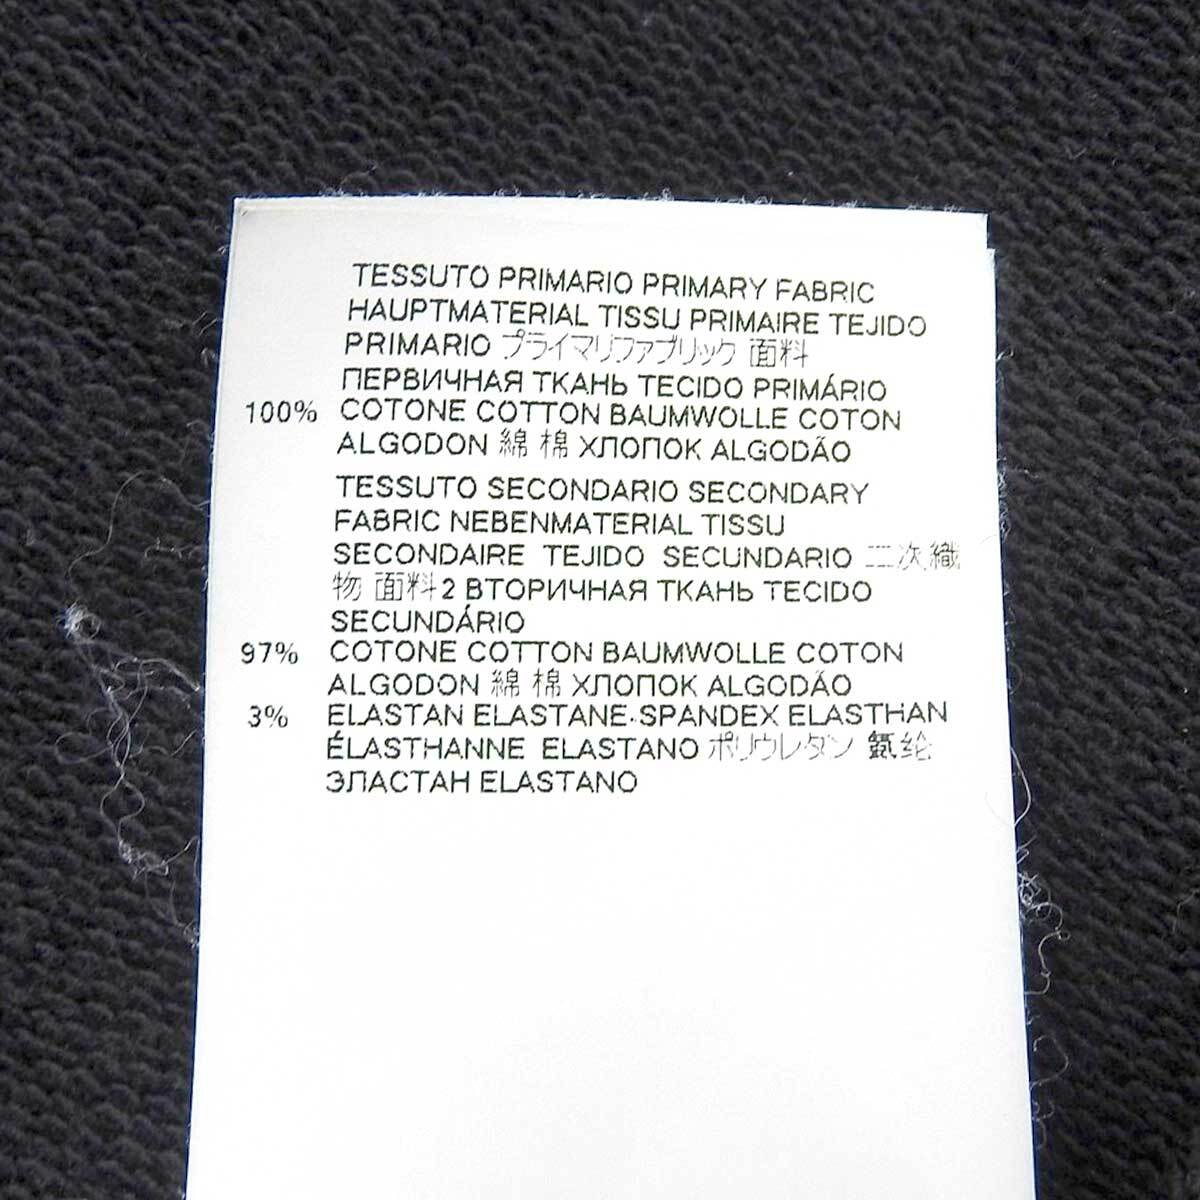 TESSUTO PRIMARIO PRIMARY FABRIC
HAUPTMATERIAL TISSU PRIMAIRE TEJIDO
PRIMARIO プライマリファブリック 面料
ПЕРВИЧНАЯ ТКАНЬ TECIDO PRIMÁRIO
100% COTONE COTTON BAUMWOLLE COTON
ALGODON 綿 棉 ХЛОПОК ALGODÃO
TESSUTO SECONDARIO SECONDARY
FABRIC NEBENMATERIAL TISSU
SECONDAIRE TEJIDO SECUNDARIO 二次織
物 面料2 ВТОРИЧНАЯ ТКАНЬ TECIDO
SECUNDÁRIO
97% COTONE COTTON BAUMWOLLE COTON
ALGODON 綿 棉 ХЛОПОК ALGODÃO
3% ELASTAN ELASTANE-SPANDEX ELASTHAN
ÉLASTHANNE ELASTANO ポリウレタン 氨纶
ЭЛАСТАН ELASTANO